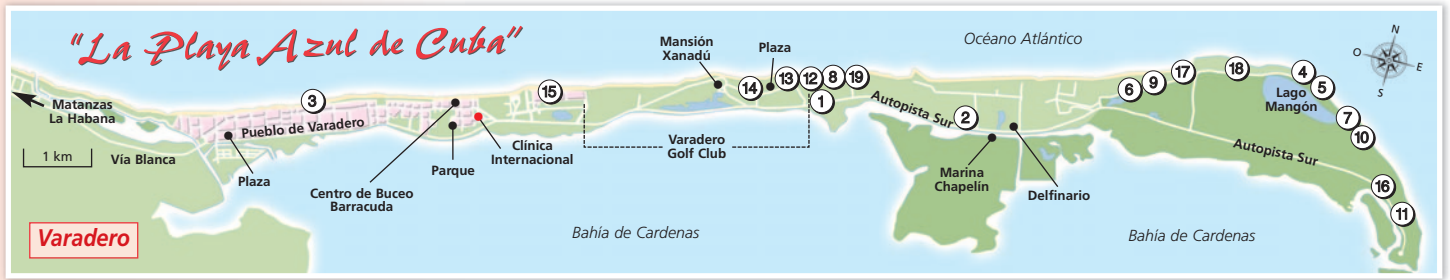 "La Playa Azul de Cuba"
Océano Atlántico
N
O
E
S
Mansión
Xanadú
Plaza
3
15
14
13
12
8
19
1
6
9
17
18
4
5
Lago
Mangón
7
10
Matanzas
La Habana
Pueblo de Varadero
Autopista Sur
2
1 km
Vía Blanca
Plaza
Centro de Buceo
Barracuda
Parque
Clínica
Internacional
Varadero
Golf Club
Marina
Chapelín
Delfinario
Autopista Sur
16
11
Varadero
Bahía de Cardenas
Bahía de Cardenas